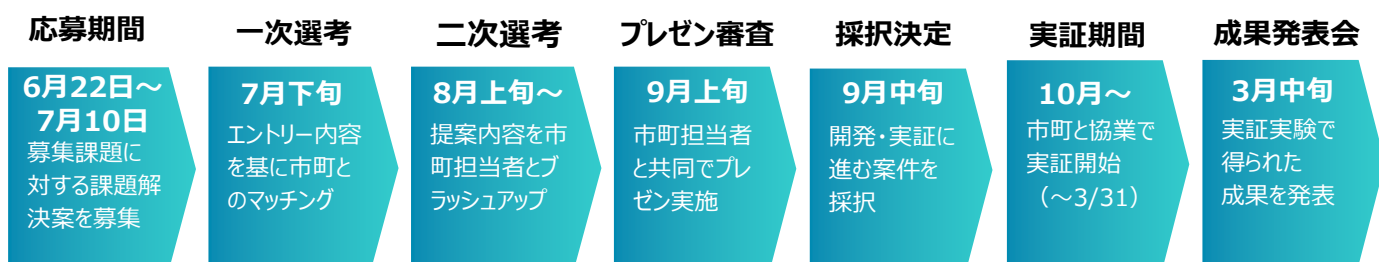 応募期間
6月22日～
7月10日
募集課題に
対する課題解
決案を募集
一次選考
7月下旬
エントリー内容
を基に市町と
のマッチング
二次選考
8月上旬～
提案内容を市
町担当者とブ
ラッシュアップ
プレゼン審査
9月上旬
市町担当者
と共同でプレ
ゼン実施
採択決定
9月中旬
開発・実証に
進む案件を
採択
実証期間
10月～
市町と協業で
実証開始
（～3/31）
成果発表会
3月中旬
実証実験で
得られた
成果を発表